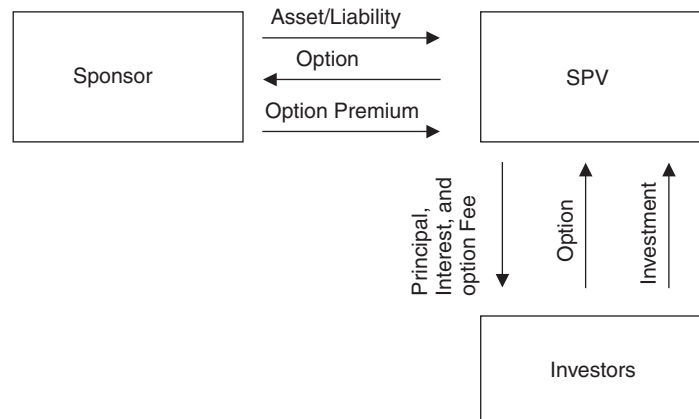 Asset/Liability
Sponsor
Option
SPV
Option Premium
Principal,
Interest, and
option Fee
Option
Investment
Investors